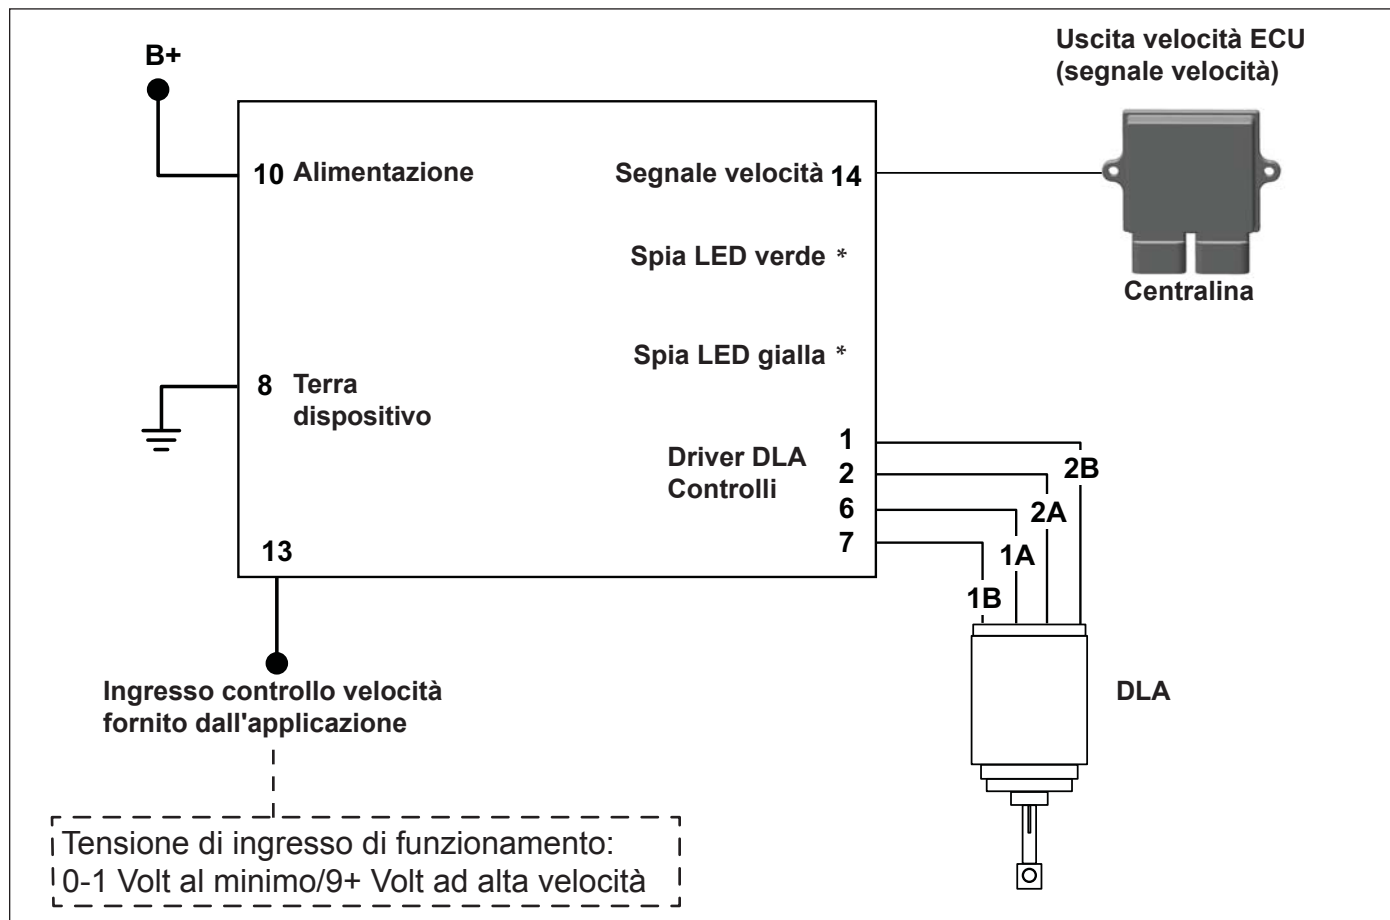 B+
Uscita velocità ECU
(segnale velocità)
10 Alimentazione
Segnale velocità 14
Spia LED verde *
Centralina
Spia LED gialla *
8 Terra
dispositivo
Driver DLA
Controlli
1
2
6
7
2B
2A
1A
1B
13
Ingresso controllo velocità
fornito dall'applicazione
DLA
Tensione di ingresso di funzionamento:
0-1 Volt al minimo/9+ Volt ad alta velocità